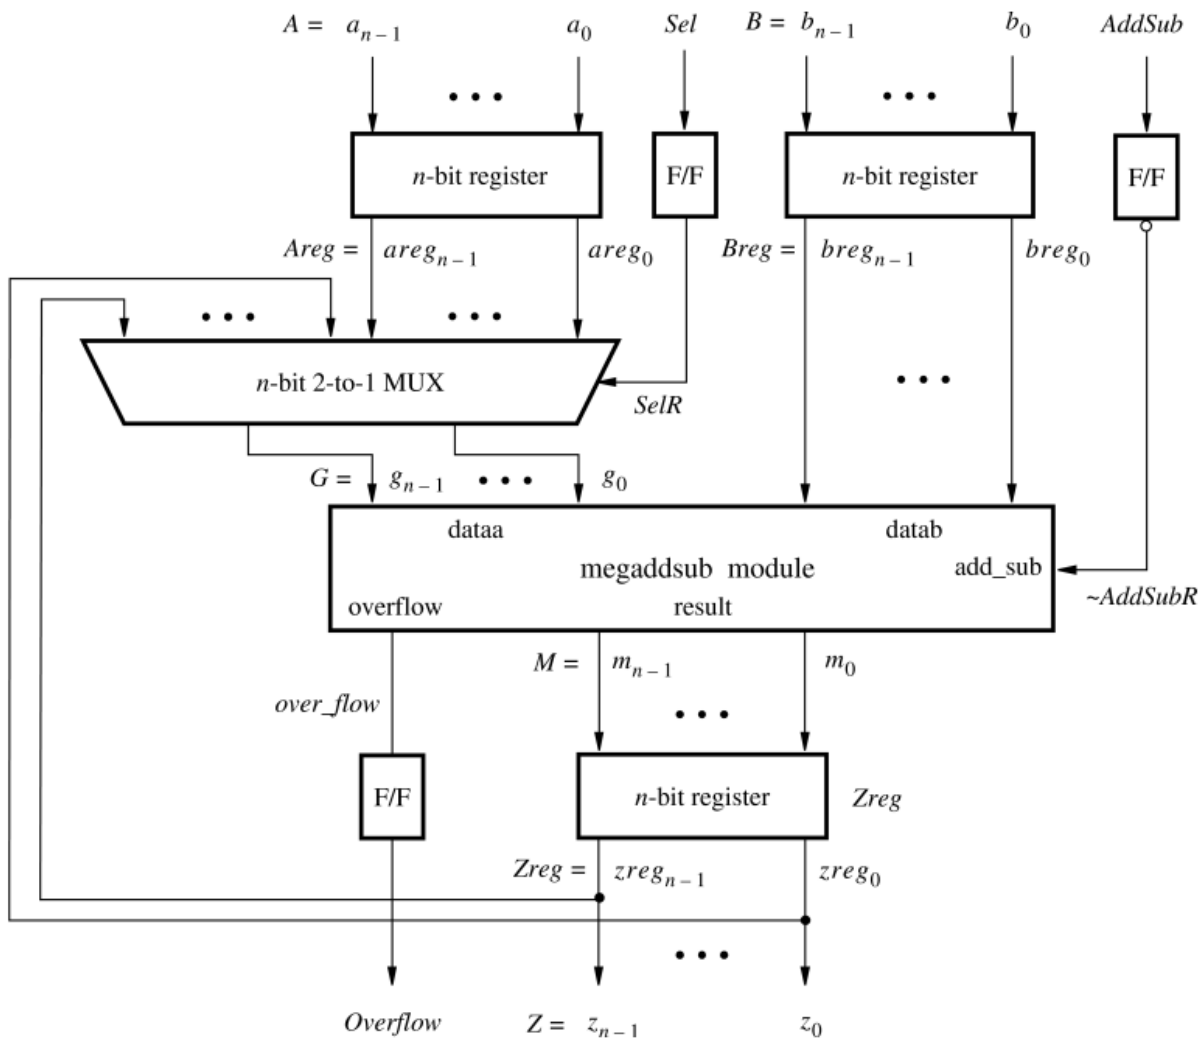 A = a_{n-1} a_0 Sel B = b_{n-1} b_0 AddSub
n-bit register F/F n-bit register F/F
Areg = areg_{n-1} areg_0 Breg = breg_{n-1} breg_0
n-bit 2-to-1 MUX
SelR
G = g_{n-1} g_0
dataa datab
megaddsub module add_sub
~AddSubR
overflow result
M = m_{n-1} m_0
over_flow
F/F n-bit register Zreg
Zreg = zreg_{n-1} zreg_0
Overflow Z = z_{n-1} z_0